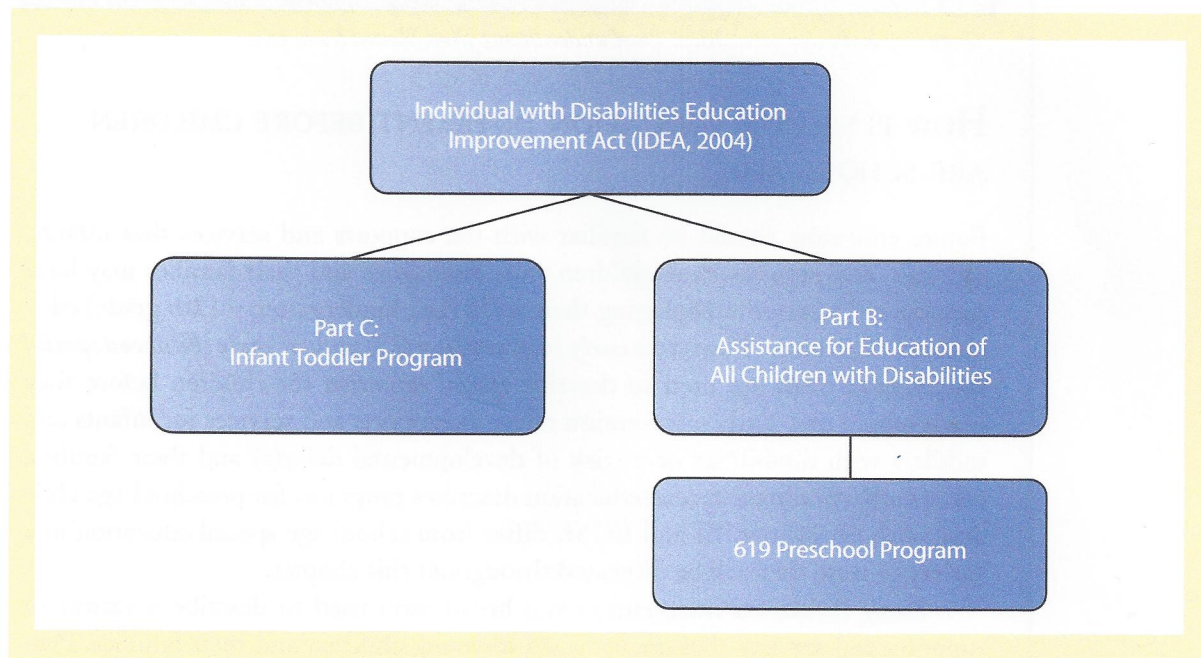 Individual with Disabilities Education
Improvement Act (IDEA, 2004)
Part C:
Infant Toddler Program
Part B:
Assistance for Education of
All Children with Disabilities
619 Preschool Program